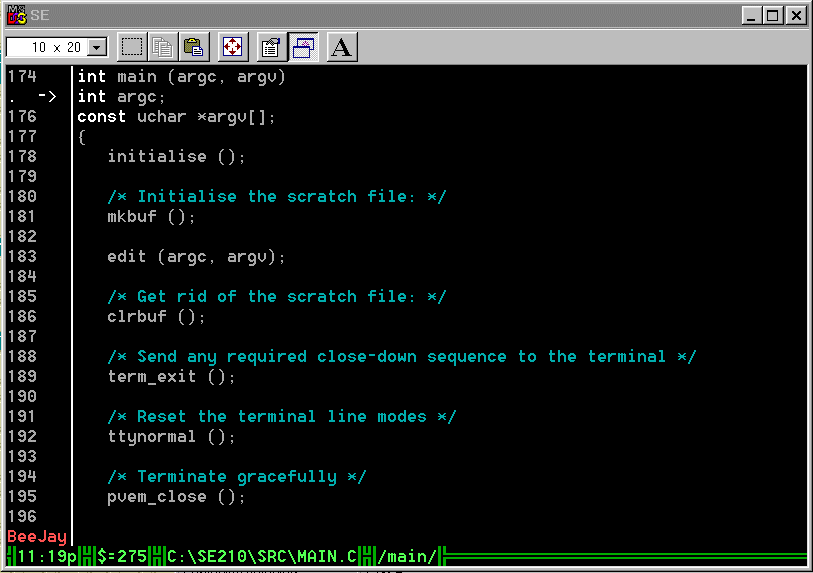 SE
10 x 20
A
174 int main (argc, argv)
. -> int argc;
176 const uchar *argv[];
177 {
178 initialise ();
179
180 /* Initialise the scratch file: */
181 mkbuf ();
182
183 edit (argc, argv);
184
185 /* Get rid of the scratch file: */
186 clrbuf ();
187
188 /* Send any required close-down sequence to the terminal */
189 term_exit ();
190
191 /* Reset the terminal line modes */
192 ttynormal ();
193
194 /* Terminate gracefully */
195 pvem_close ();
196
BeeJay
11:19p $=275 C:\SE210\SRC\MAIN.C /main/